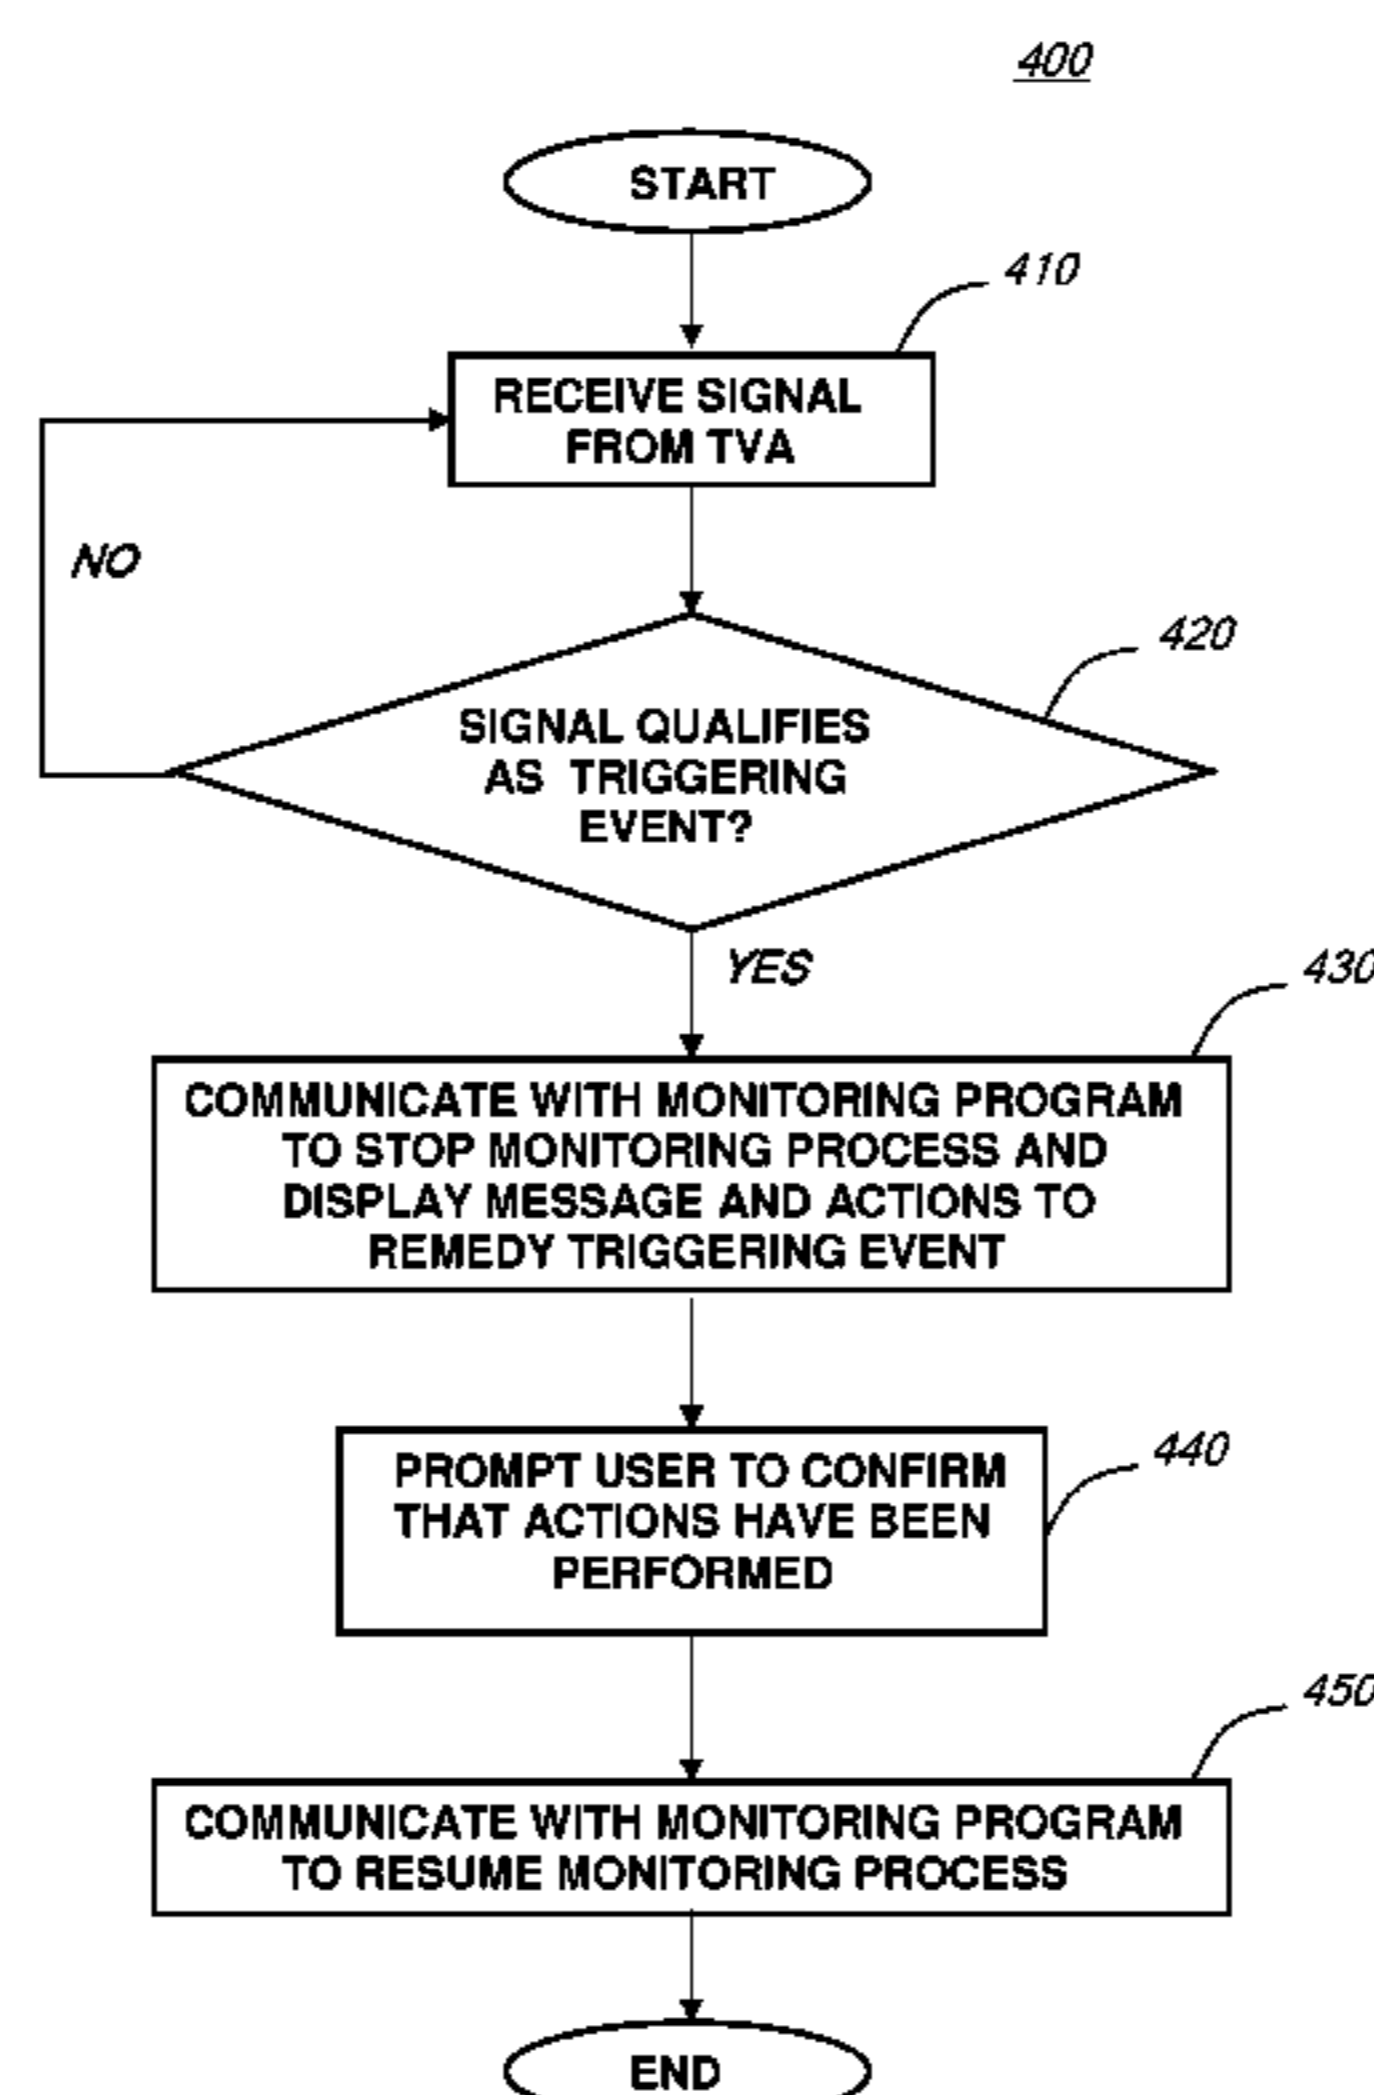 400
START
410
RECEIVE SIGNAL
FROM TVA
NO
420
SIGNAL QUALIFIES
AS TRIGGERING
EVENT?
YES
430
COMMUNICATE WITH MONITORING PROGRAM
TO STOP MONITORING PROCESS AND
DISPLAY MESSAGE AND ACTIONS TO
REMEDY TRIGGERING EVENT
440
PROMPT USER TO CONFIRM
THAT ACTIONS HAVE BEEN
PERFORMED
450
COMMUNICATE WITH MONITORING PROGRAM
TO RESUME MONITORING PROCESS
END